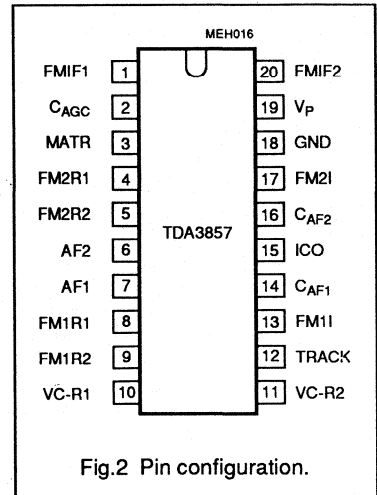 MEH016
FMIF1 1 20 FMIF2
CAGC 2 19 VP
MATR 3 18 GND
FM2R1 4 17 FM2I
FM2R2 5 16 CAF2
TDA3857
AF2 6 15 ICO
AF1 7 14 CAF1
FM1R1 8 13 FM1I
FM1R2 9 12 TRACK
VC-R1 10 11 VC-R2
Fig.2 Pin configuration.